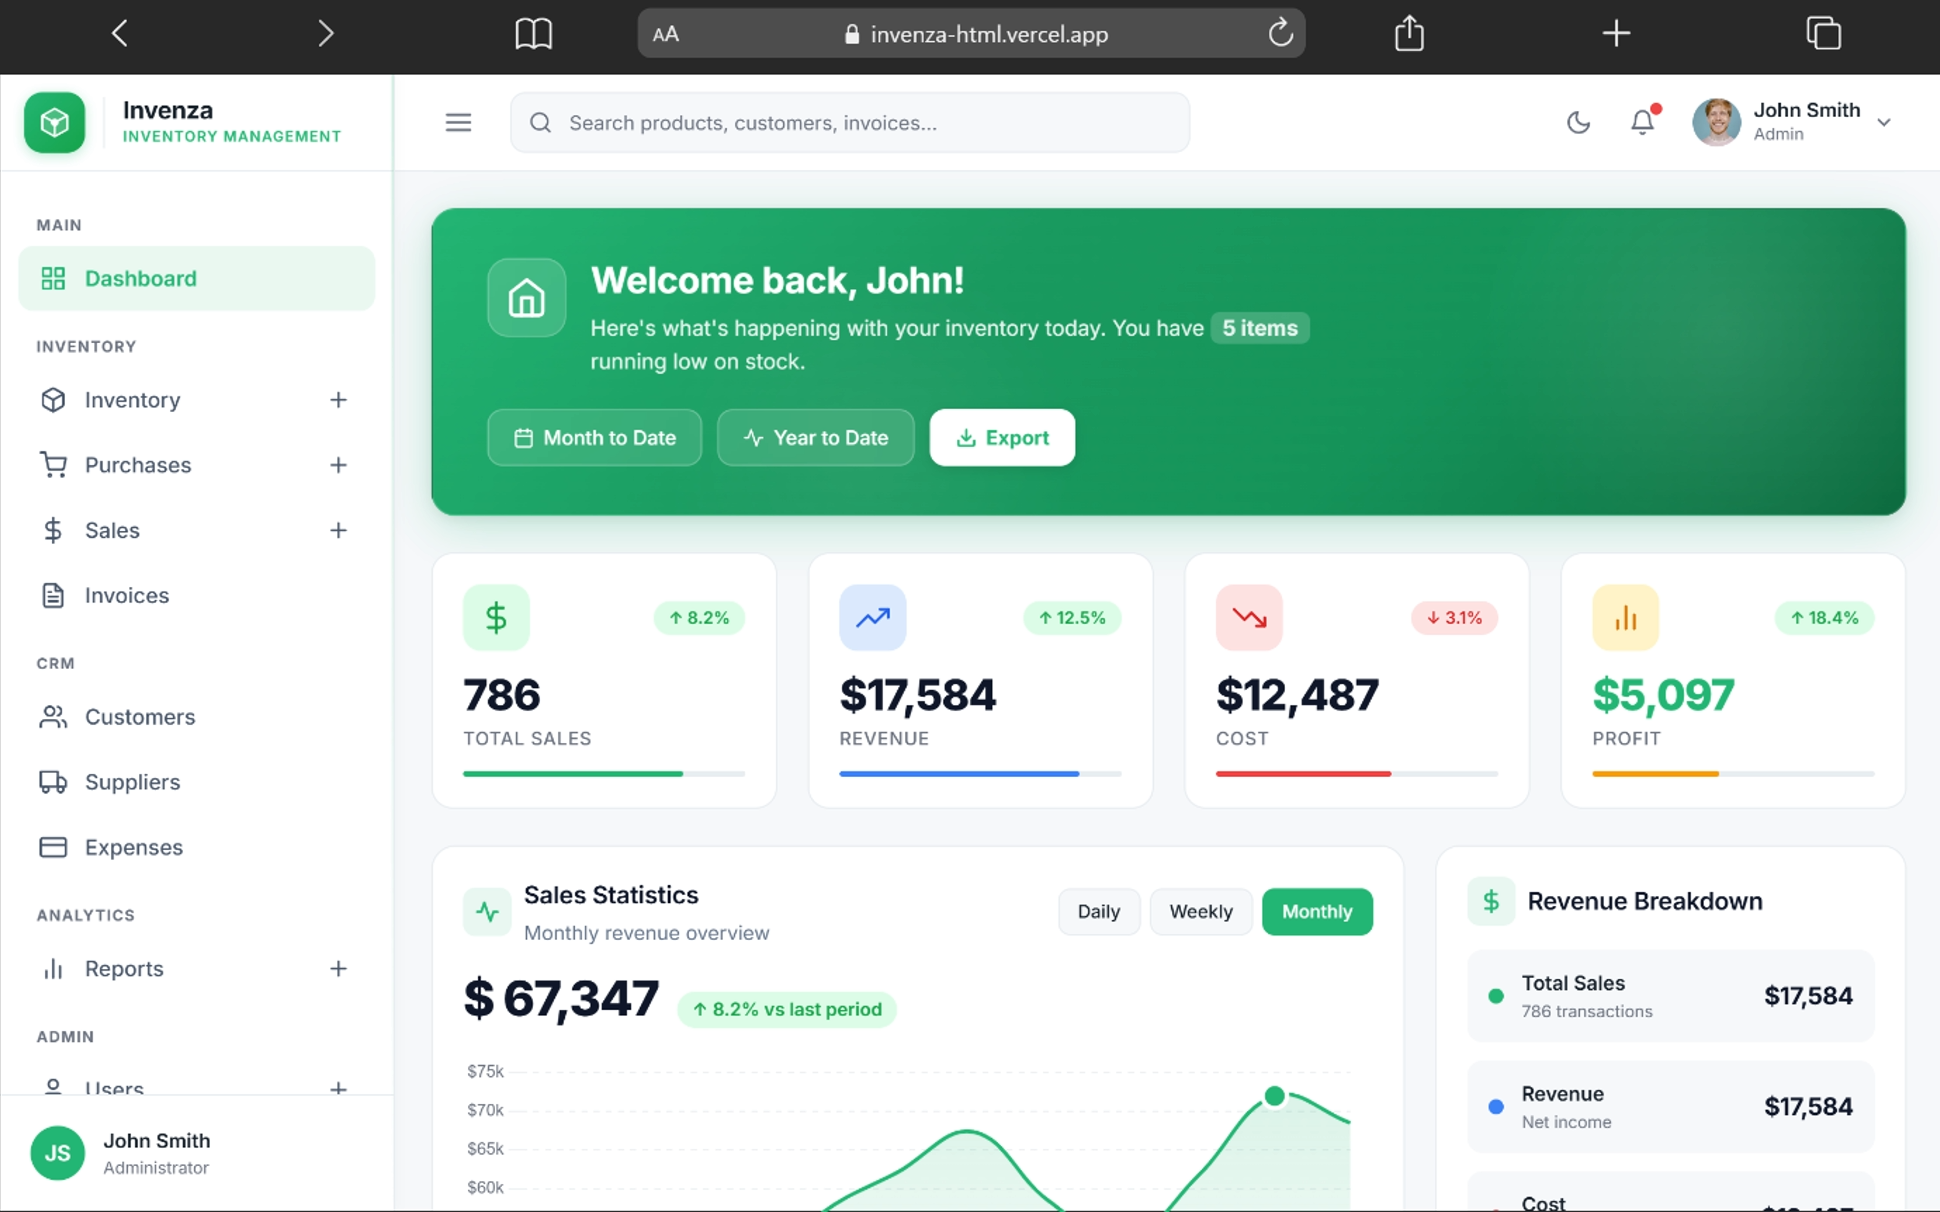 AA
invenza-html.vercel.app
Invenza
INVENTORY MANAGEMENT
Search products, customers, invoices...
John Smith
Admin
MAIN
Dashboard
INVENTORY
Inventory
Purchases
Sales
Invoices
CRM
Customers
Suppliers
Expenses
ANALYTICS
Reports
ADMIN
Users
JS
John Smith
Administrator
Welcome back, John!
Here's what's happening with your inventory today. You have 5 items
running low on stock.
Month to Date
Year to Date
Export
↑ 8.2%
786
TOTAL SALES
↑ 12.5%
$17,584
REVENUE
↓ 3.1%
$12,487
COST
↑ 18.4%
$5,097
PROFIT
Sales Statistics
Monthly revenue overview
Daily
Weekly
Monthly
$ 67,347
↑ 8.2% vs last period
$75k
$70k
$65k
$60k
Revenue Breakdown
Total Sales
786 transactions
$17,584
Revenue
Net income
$17,584
Cost